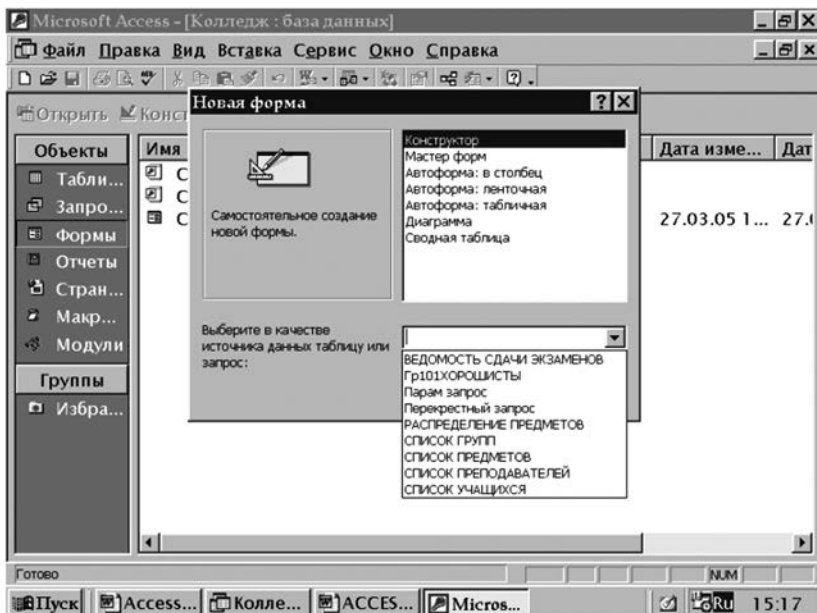 Microsoft Access - [Колледж : база данных]
Файл Правка Вид Вставка Сервис Окно Справка
Открыть Конст
Новая форма
Объекты
Имя
Дата изме... Дат
Табли...
С
Запро...
С
Формы
С
27.03.05 1... 27.0
Отчеты
Стран...
Макр...
Модули
Группы
Избра...
Самостоятельное создание
новой формы.
Конструктор
Мастер форм
Автоформа: в столбец
Автоформа: ленточная
Автоформа: табличная
Диаграмма
Сводная таблица
Выберите в качестве
источника данных таблицу или
запрос:
ВЕДОМОСТЬ СДАЧИ ЭКЗАМЕНОВ
Гр101ХОРОШИСТЫ
Парам запрос
Перекрестный запрос
РАСПРЕДЕЛЕНИЕ ПРЕДМЕТОВ
СПИСОК ГРУПП
СПИСОК ПРЕДМЕТОВ
СПИСОК ПРЕПОДАВАТЕЛЕЙ
СПИСОК УЧАЩИХСЯ
Готово
NUM
Пуск Access... Колле... ACCES... Micros... Ru 15:17